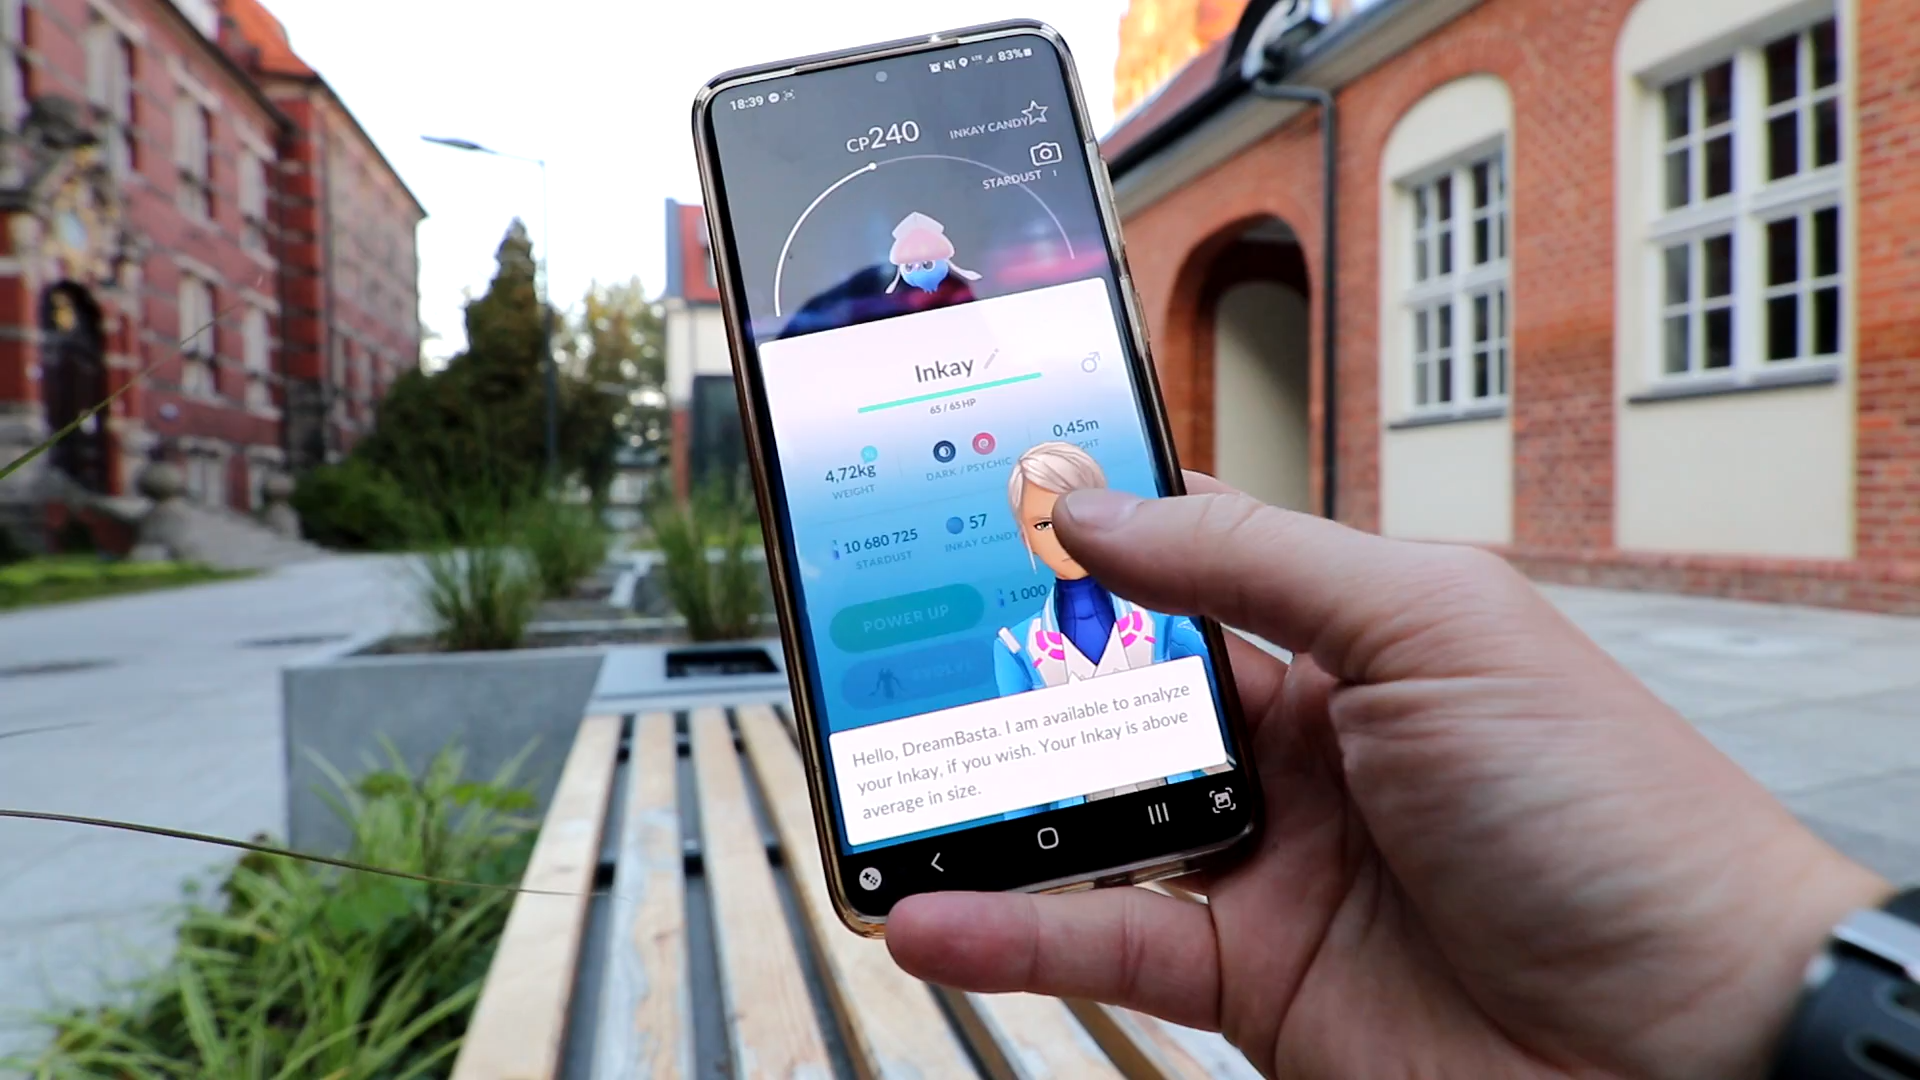 18:39
83%
CP240
INKAY CANDY
STARDUST
Inkay
65 / 65 HP
4,72kg
WEIGHT
DARK / PSYCHIC
0,45m
10 680 725
STARDUST
57
INKAY CANDY
POWER UP
1 000
EVOLVE
Hello, DreamBasta. I am available to analyze
your Inkay, if you wish. Your Inkay is above
average in size.